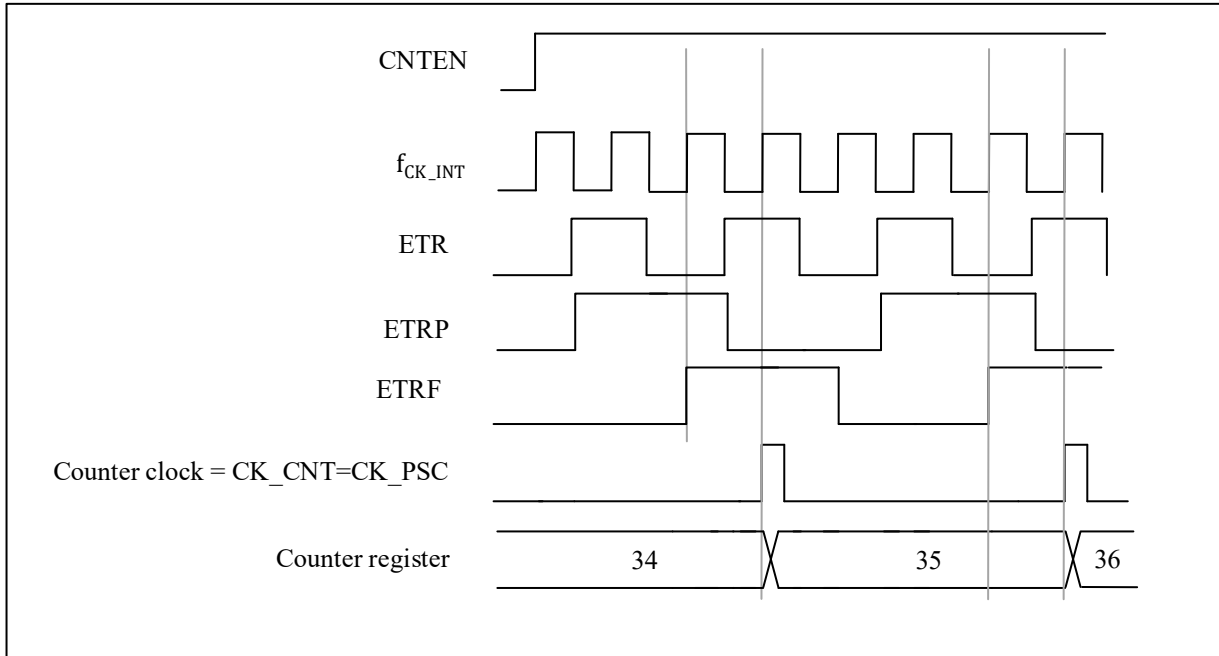 CNTEN
fCK_INT
ETR
ETRP
ETRF
Counter clock = CK_CNT=CK_PSC
Counter register
34
35
36